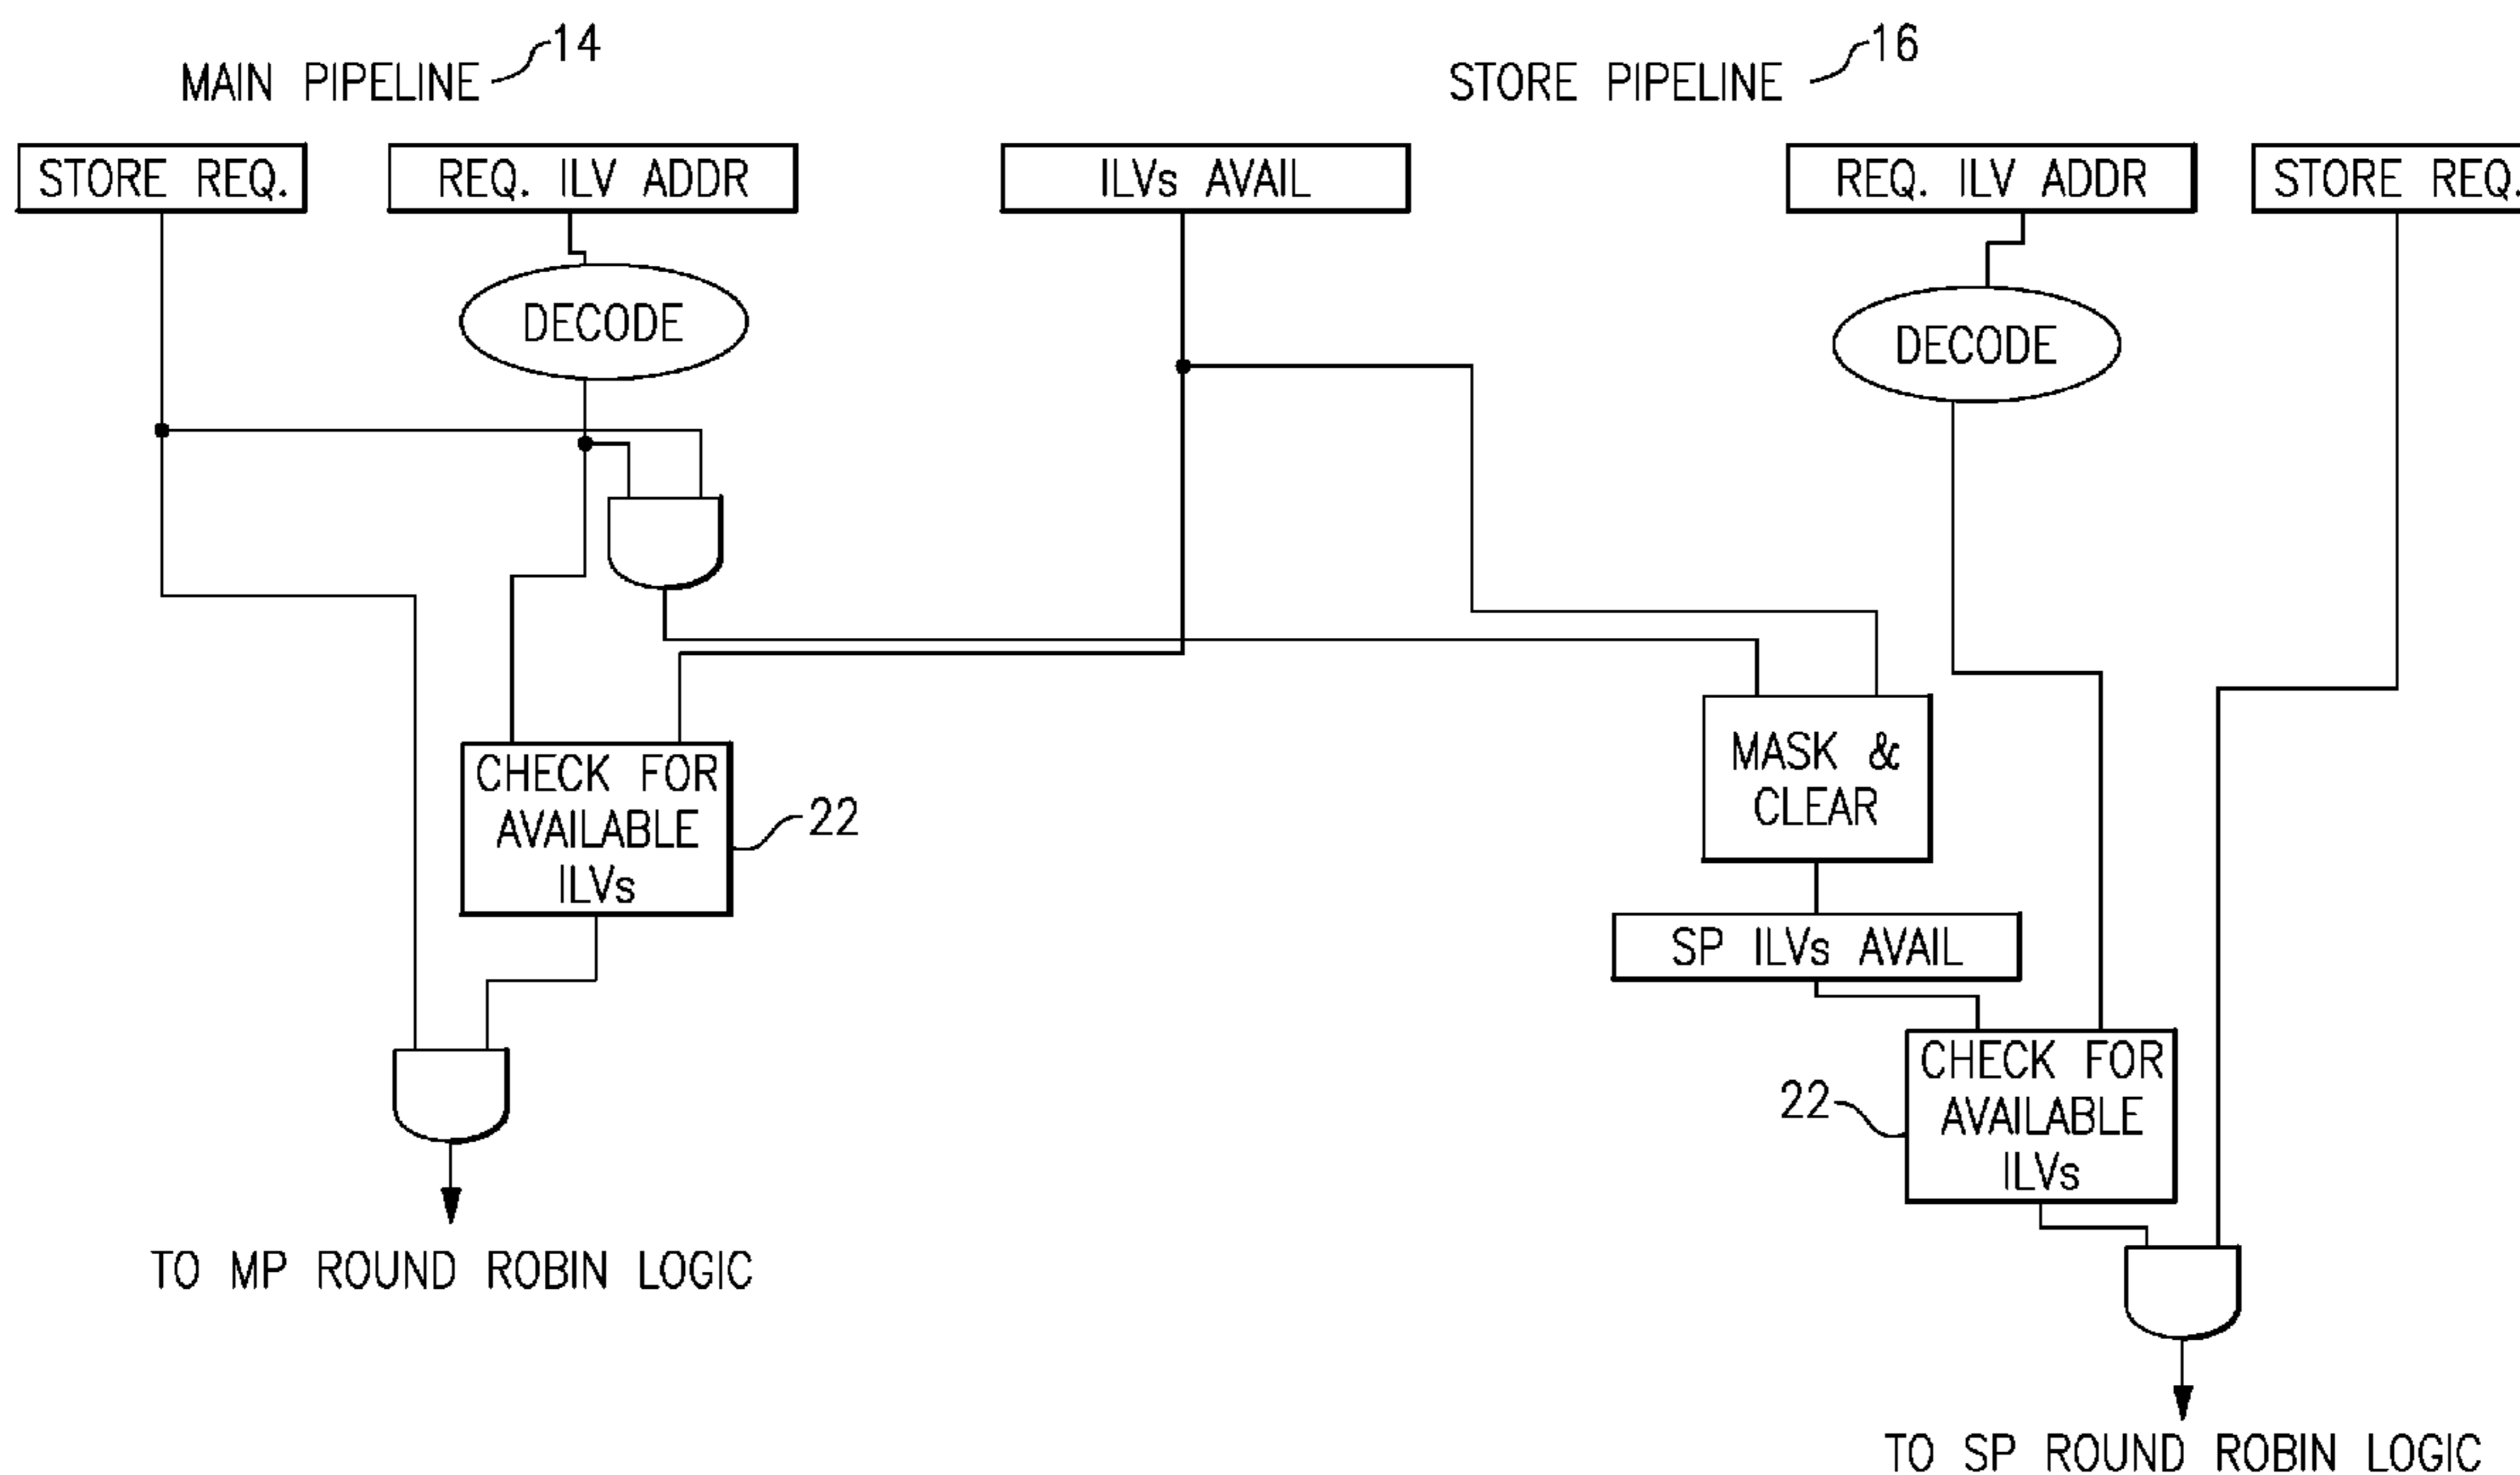 MAIN PIPELINE 14
STORE PIPELINE 16
STORE REQ.
REQ. ILV ADDR
ILVs AVAIL
REQ. ILV ADDR
STORE REQ.
DECODE
DECODE
MASK &
CLEAR
CHECK FOR
AVAILABLE
ILVs
22
SP ILVs AVAIL
CHECK FOR
AVAILABLE
ILVs
22
TO MP ROUND ROBIN LOGIC
TO SP ROUND ROBIN LOGIC